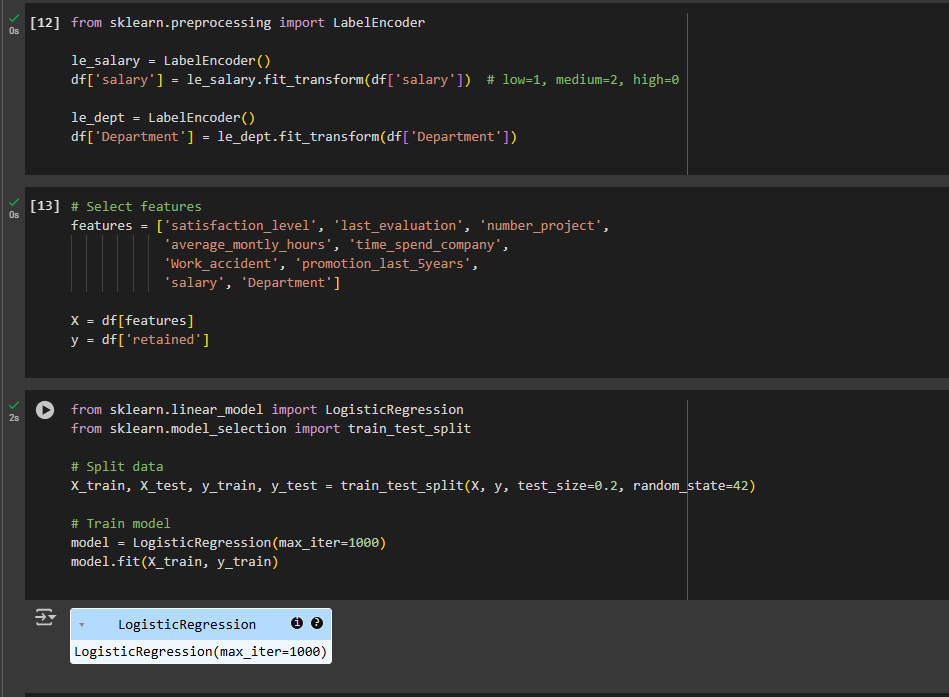 [12] from sklearn.preprocessing import LabelEncoder
0s
le_salary = LabelEncoder()
df['salary'] = le_salary.fit_transform(df['salary'])  # low=1, medium=2, high=0
le_dept = LabelEncoder()
df['Department'] = le_dept.fit_transform(df['Department'])
[13] # Select features
0s
features = ['satisfaction_level', 'last_evaluation', 'number_project',
'average_montly_hours', 'time_spend_company',
'Work_accident', 'promotion_last_5years',
'salary', 'Department']
X = df[features]
y = df['retained']
from sklearn.linear_model import LogisticRegression
2s
from sklearn.model_selection import train_test_split
# Split data
X_train, X_test, y_train, y_test = train_test_split(X, y, test_size=0.2, random_state=42)
# Train model
model = LogisticRegression(max_iter=1000)
model.fit(X_train, y_train)
LogisticRegression i ?
LogisticRegression(max_iter=1000)